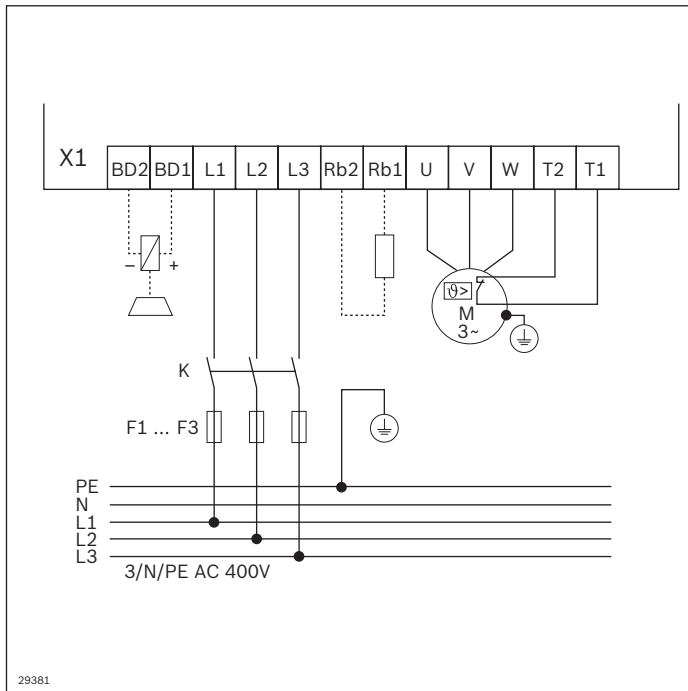 X1
BD2 BD1 L1 L2 L3 Rb2 Rb1 U V W T2 T1
– +
ϑ>
M
3~
K
F1 ... F3
PE
N
L1
L2
L3
3/N/PE AC 400V
29381